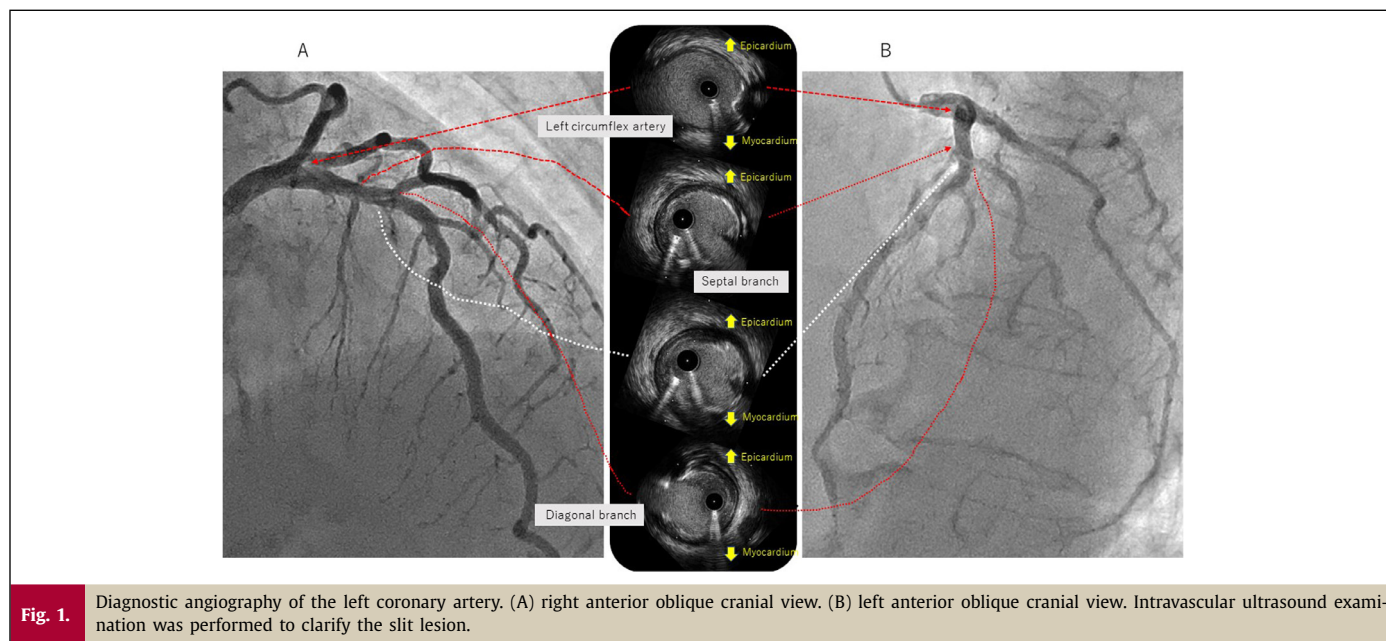 A
B
Epicardium
Left circumflex artery
Myocardium
Epicardium
Septal branch
Epicardium
Myocardium
Epicardium
Diagonal branch
Myocardium
Fig. 1.
Diagnostic angiography of the left coronary artery. (A) right anterior oblique cranial view. (B) left anterior oblique cranial view. Intravascular ultrasound exami-
nation was performed to clarify the slit lesion.